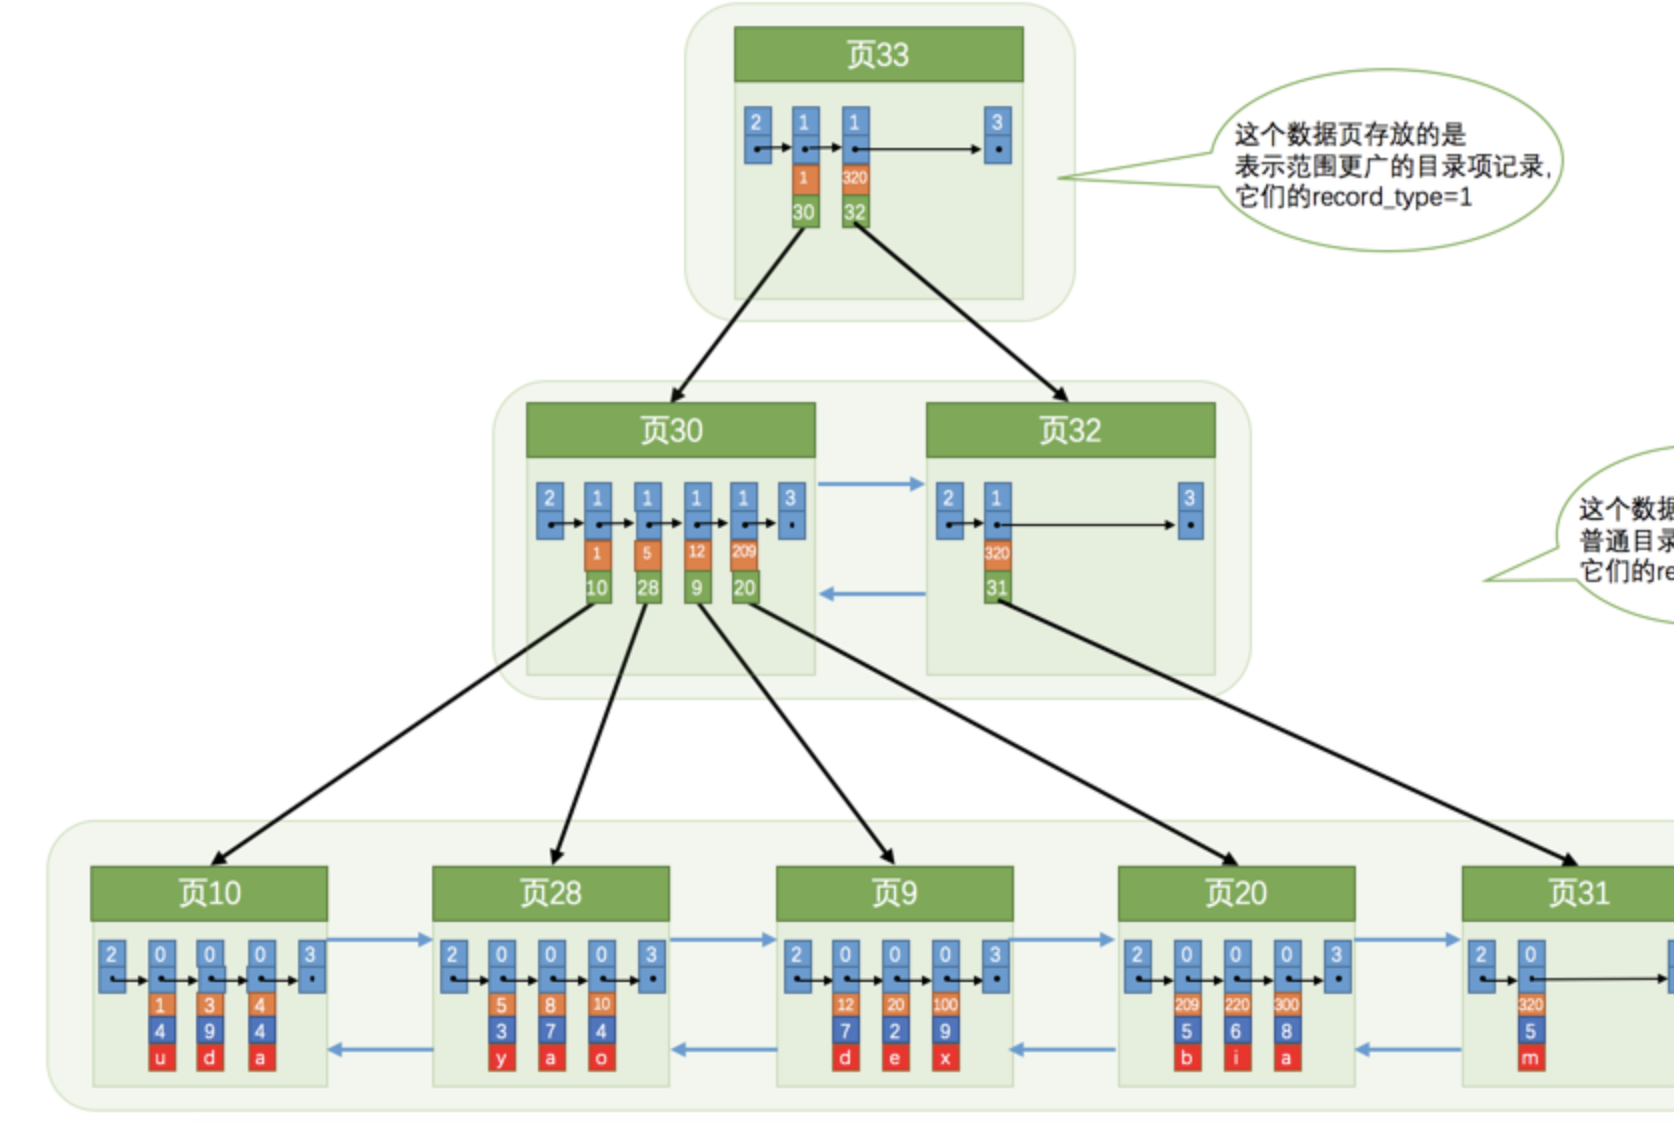 页33
2 1 1 3
1 320
30 32
这个数据页存放的是
表示范围更广的目录项记录,
它们的record_type=1
页30 页32
2 1 1 1 1 3 2 1 3
1 5 12 209 320
10 28 9 20 31
这个数据
普通目录
它们的re
页10 页28 页9 页20 页31
2 0 0 0 3 2 0 0 0 3 2 0 0 0 3 2 0 0 0 3 2 0
1 3 4 5 8 10 12 20 100 209 220 300 320
4 9 4 3 7 4 7 2 9 5 6 8 5
u d a y a o d e x b i a m